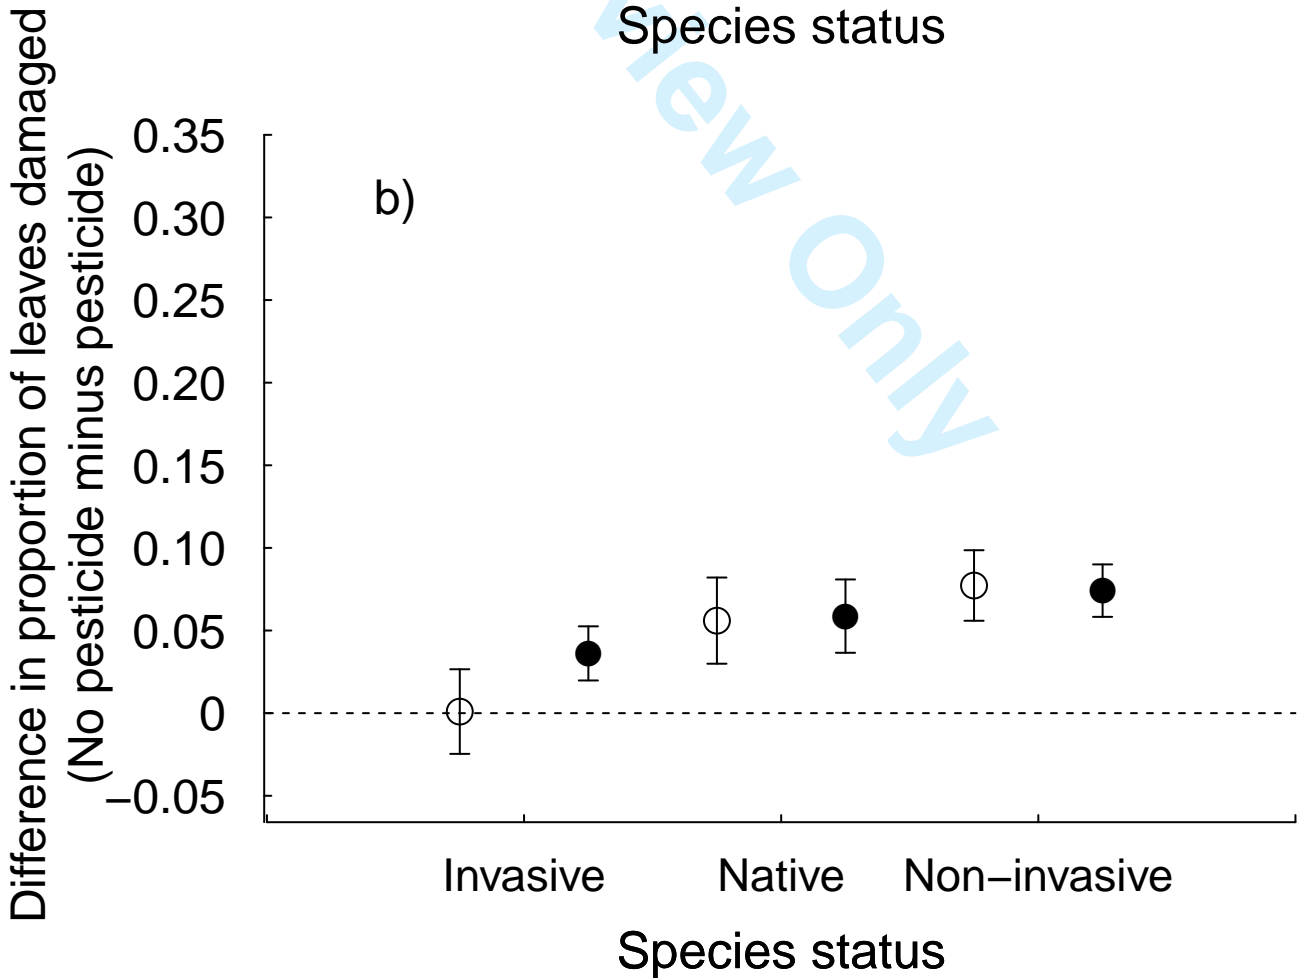 Species status
view Only
Difference in proportion of leaves damaged
(No pesticide minus pesticide)
0.35
0.30
0.25
0.20
0.15
0.10
0.05
0
−0.05
b)
Invasive Native Non−invasive
Species status